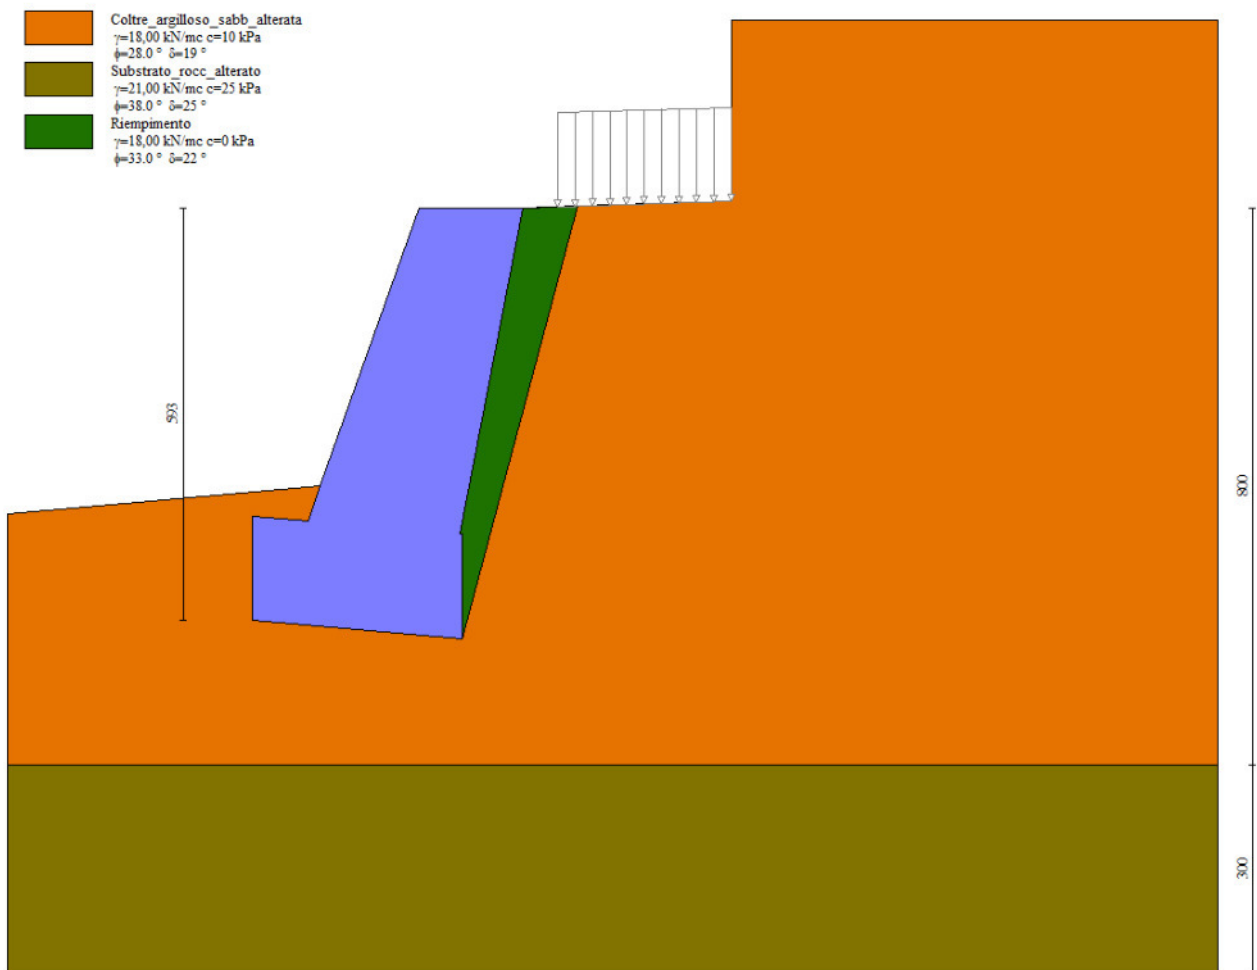 Coltre_argilloso_sabb_alterata
γ=18,00 kN/mc c=10 kPa
ϕ=28.0 ° δ=19 °
Substrato_rocc_alterato
γ=21,00 kN/mc c=25 kPa
ϕ=38.0 ° δ=25 °
Riempimento
γ=18,00 kN/mc c=0 kPa
ϕ=33.0 ° δ=22 °
593
800
300